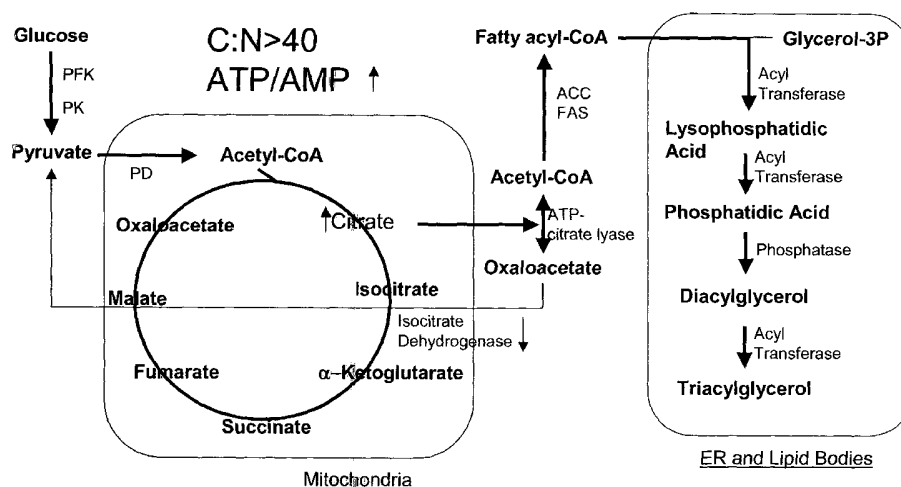 Glucose
C:N>40
ATP/AMP ↑
PFK
PK
Pyruvate
PD
Acetyl-CoA
Oxaloacetate
↑Citrate
Malate
Isocitrate
Isocitrate
Dehydrogenase ↓
Fumarate
α-Ketoglutarate
Succinate
Mitochondria
Fatty acyl-CoA
ACC
FAS
Acetyl-CoA
ATP-
citrate lyase
Oxaloacetate
Glycerol-3P
Acyl
Transferase
Lysophosphatidic
Acid
Acyl
Transferase
Phosphatidic Acid
Phosphatase
Diacylglycerol
Acyl
Transferase
Triacylglycerol
ER and Lipid Bodies